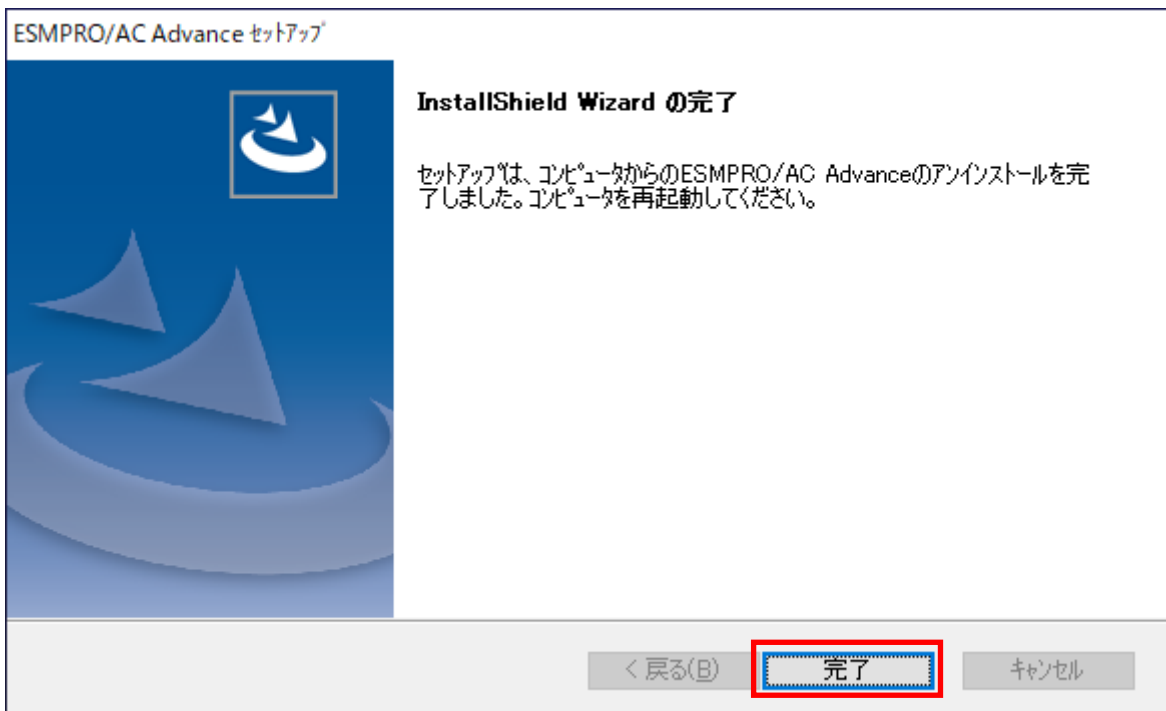 ESMPRO/AC Advance ｾｯﾄｱｯﾌﾟ
InstallShield Wizard の完了
ｾｯﾄｱｯﾌﾟは、ｺﾝﾋﾟｭｰﾀからのESMPRO/AC Advanceのｱﾝｲﾝｽﾄｰﾙを完
了しました。ｺﾝﾋﾟｭｰﾀを再起動してください。
< 戻る(B)
完了
ｷｬﾝｾﾙ